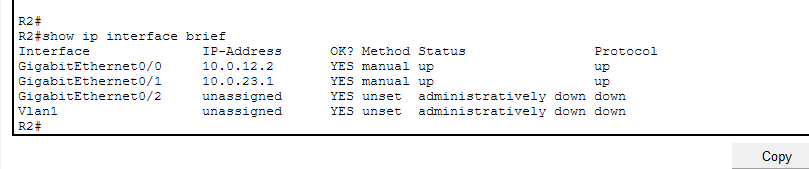 R2#
R2#show ip interface brief
Interface              IP-Address      OK? Method Status                Protocol
GigabitEthernet0/0     10.0.12.2       YES manual up                    up
GigabitEthernet0/1     10.0.23.1       YES manual up                    up
GigabitEthernet0/2     unassigned      YES unset  administratively down down
Vlan1                  unassigned      YES unset  administratively down down
R2#
Copy